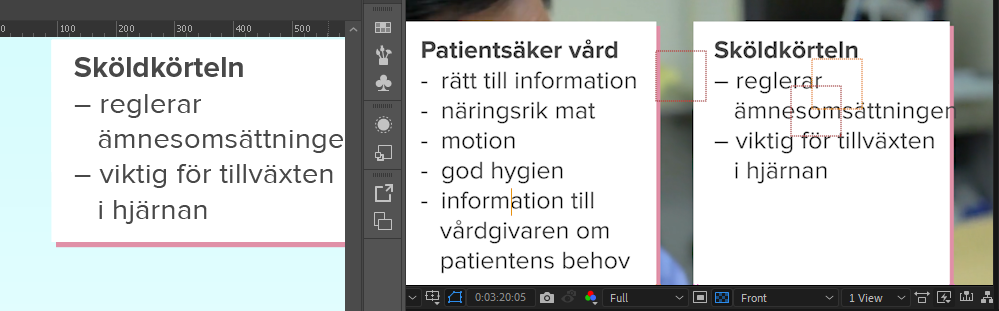 0 100 200 300 400 500
Sköldkörteln
– reglerar
ämnesomsättninge
– viktig för tillväxten
i hjärnan
Patientsäker vård
- rätt till information
- näringsrik mat
- motion
- god hygien
- information till
vårdgivaren om
patientens behov
Sköldkörteln
– reglerar
ämnesomsättningen
– viktig för tillväxten
i hjärnan
0:03:20:05 Full Front 1 View